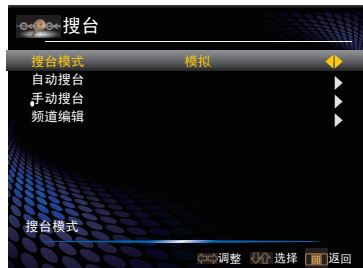 搜台
搜台模式 模拟
自动搜台
手动搜台
频道编辑
搜台模式
调整 选择 返回